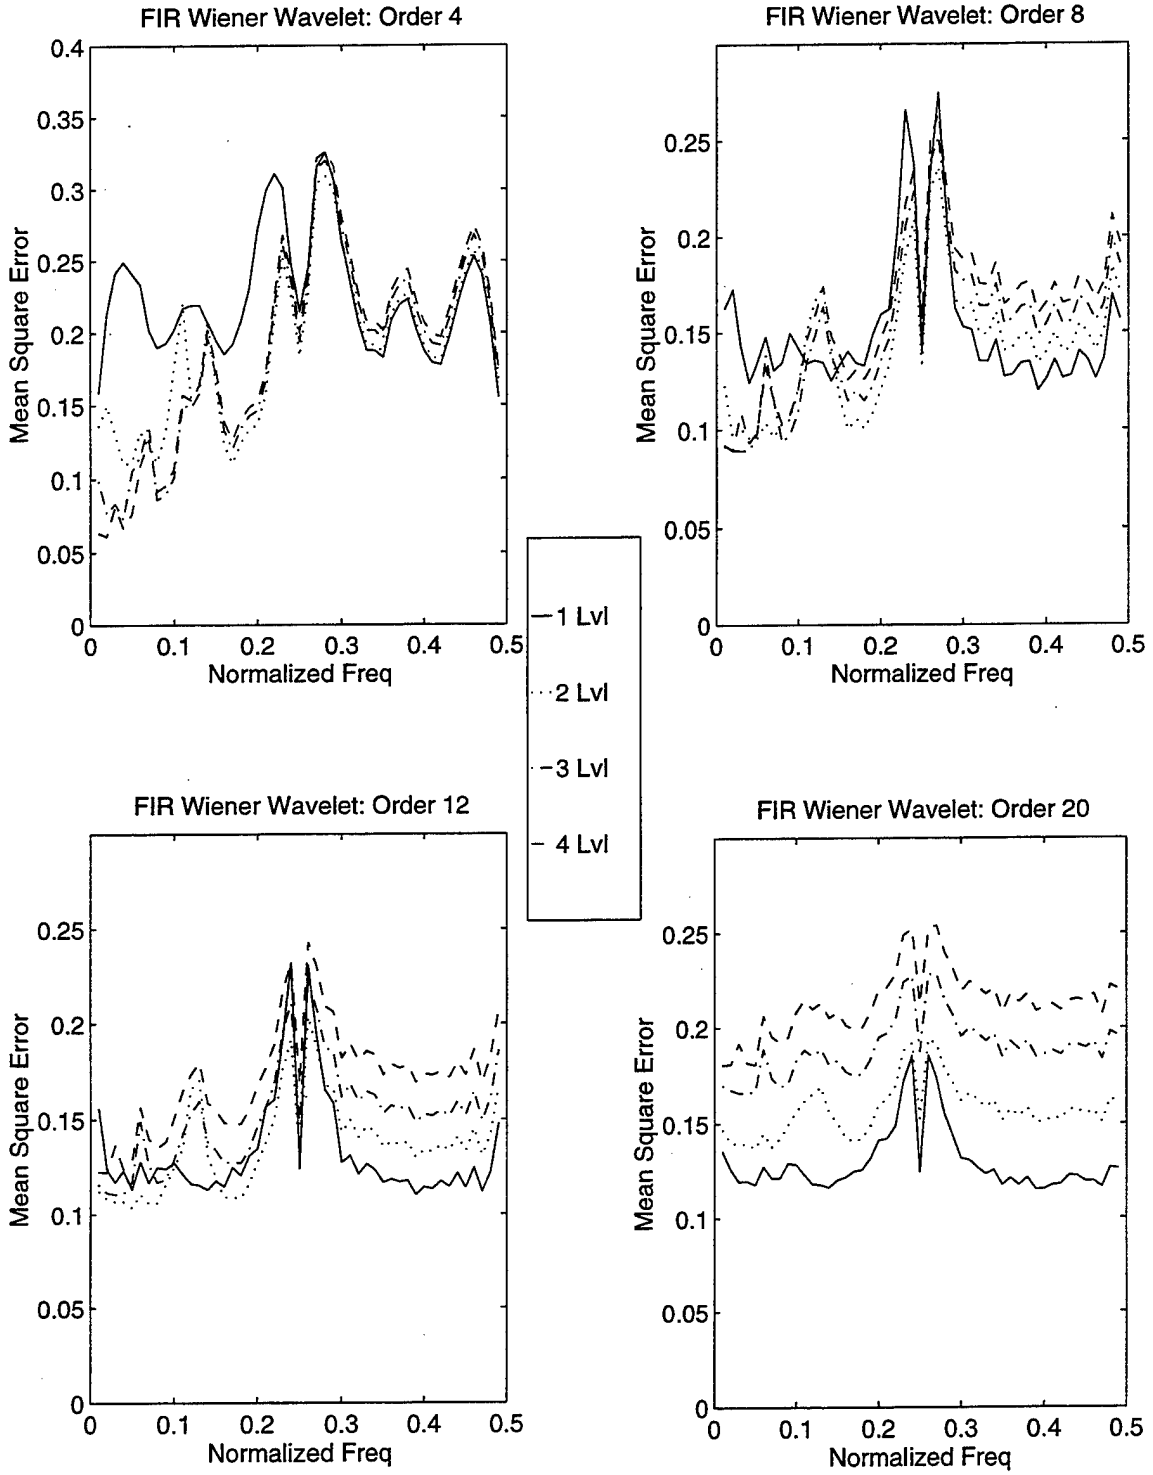 FIR Wiener Wavelet: Order 4
Mean Square Error
0.4
0.35
0.3
0.25
0.2
0.15
0.1
0.05
0
0 0.1 0.2 0.3 0.4 0.5
Normalized Freq
FIR Wiener Wavelet: Order 8
Mean Square Error
0.25
0.2
0.15
0.1
0.05
0
0 0.1 0.2 0.3 0.4 0.5
Normalized Freq
1 Lvl
2 Lvl
3 Lvl
4 Lvl
FIR Wiener Wavelet: Order 12
Mean Square Error
0.25
0.2
0.15
0.1
0.05
0
0 0.1 0.2 0.3 0.4 0.5
Normalized Freq
FIR Wiener Wavelet: Order 20
Mean Square Error
0.25
0.2
0.15
0.1
0.05
0
0 0.1 0.2 0.3 0.4 0.5
Normalized Freq